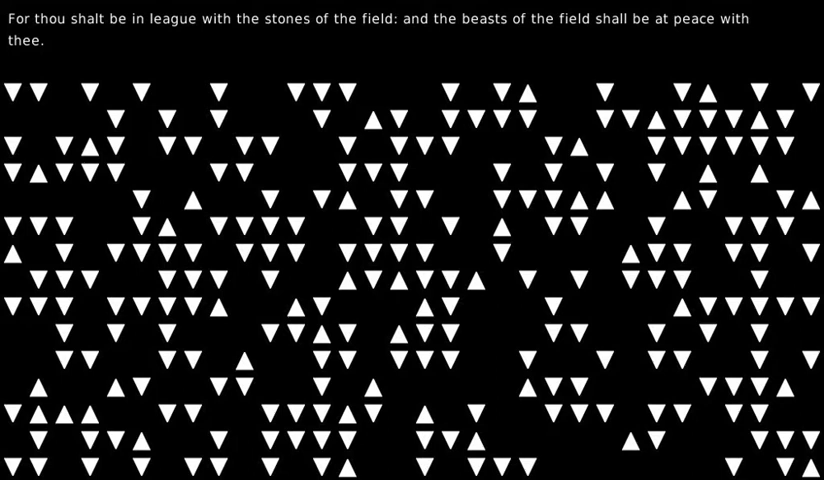 For thou shalt be in league with the stones of the field: and the beasts of the field shall be at peace with
thee.